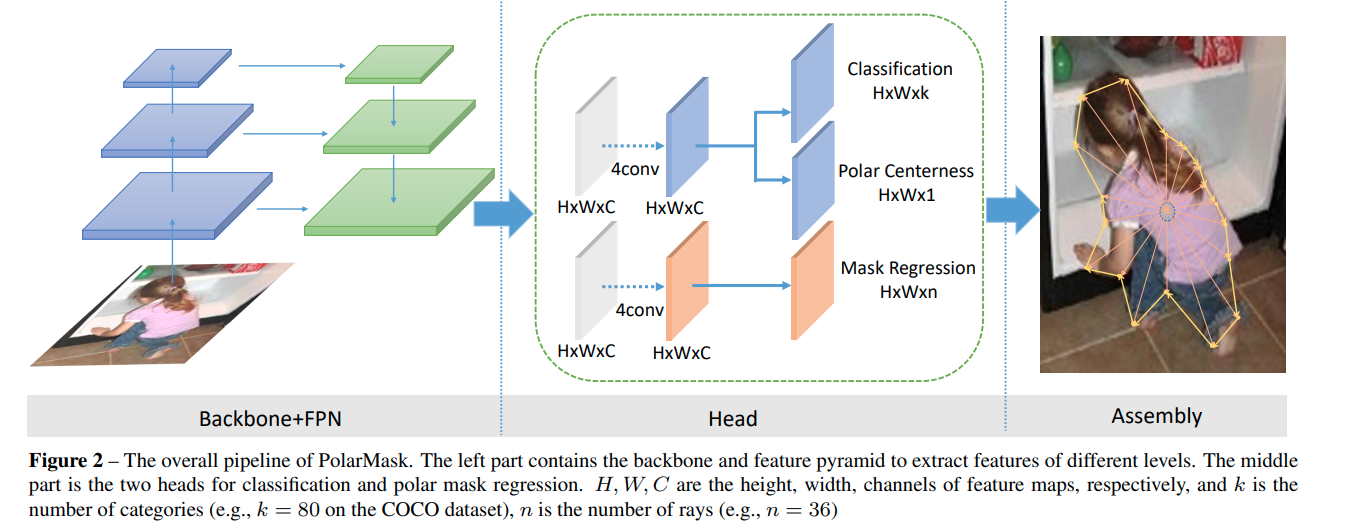 Classification
HxWxk
4conv
Polar Centerness
HxWx1
HxWxC
HxWxC
Mask Regression
HxWxn
4conv
HxWxC
HxWxC
Backbone+FPN
Head
Assembly
Figure 2 – The overall pipeline of PolarMask. The left part contains the backbone and feature pyramid to extract features of different levels. The middle
part is the two heads for classification and polar mask regression. H, W, C are the height, width, channels of feature maps, respectively, and k is the
number of categories (e.g., k = 80 on the COCO dataset), n is the number of rays (e.g., n = 36)